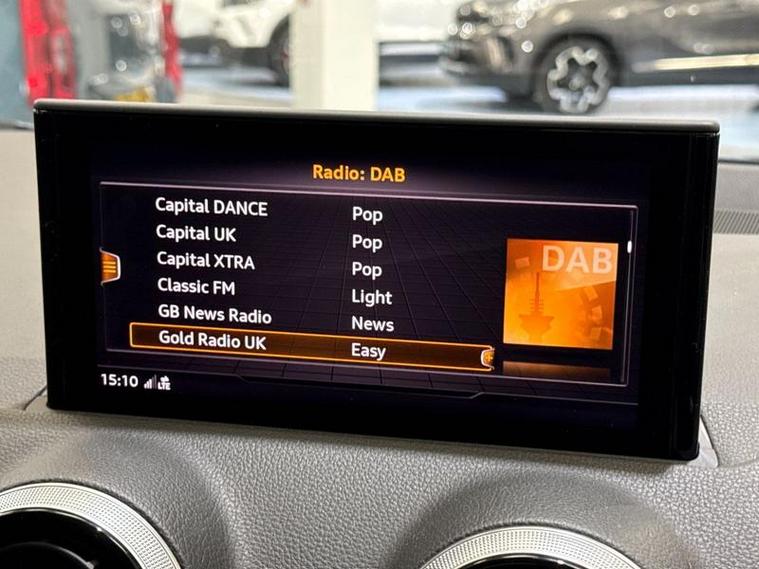 Radio: DAB
Capital DANCE Pop
Capital UK Pop
Capital XTRA Pop
Classic FM Light
GB News Radio News
Gold Radio UK Easy
DAB
15:10 LTE